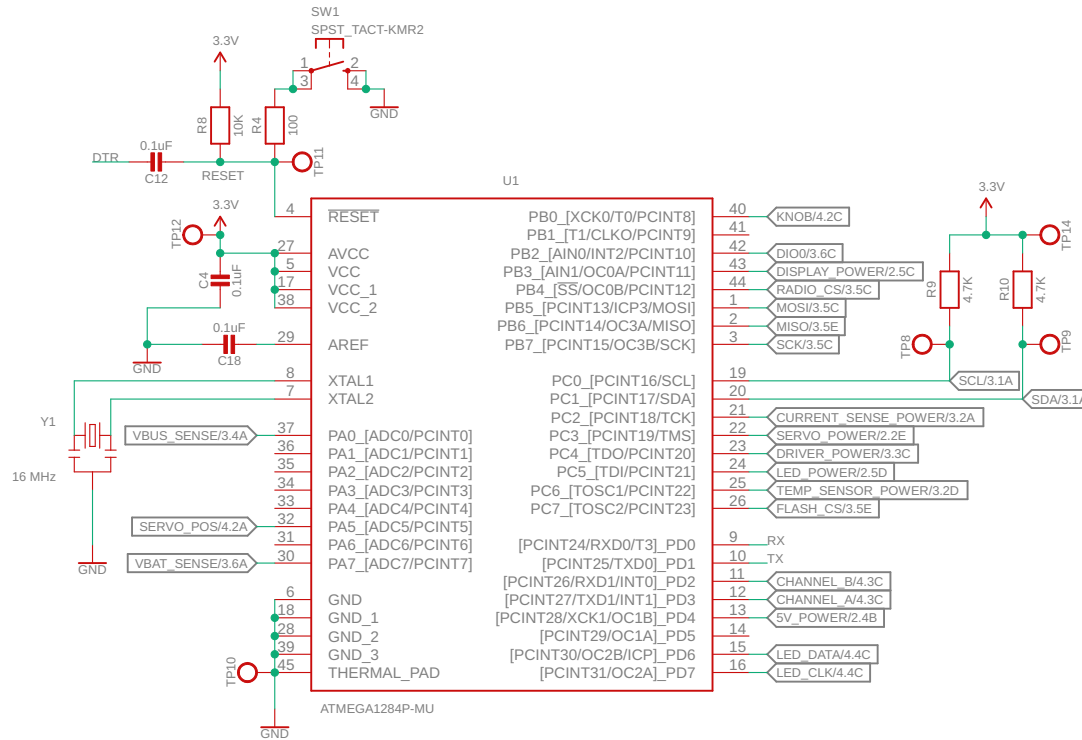 SW1
SPST_TACT-KMR2
3.3V
1 2
3 4
GND
R8 10K
R4 100
0.1uF
DTR
C12
RESET
TP11
U1
3.3V
TP12
C4 0.1uF
0.1uF
C18
GND
Y1
16 MHz
GND
4 RESET
27 AVCC
5 VCC
17 VCC_1
38 VCC_2
29 AREF
8 XTAL1
7 XTAL2
VBUS_SENSE/3.4A 37 PA0_[ADC0/PCINT0]
36 PA1_[ADC1/PCINT1]
35 PA2_[ADC2/PCINT2]
34 PA3_[ADC3/PCINT3]
33 PA4_[ADC4/PCINT4]
SERVO_POS/4.2A 32 PA5_[ADC5/PCINT5]
31 PA6_[ADC6/PCINT6]
VBAT_SENSE/3.6A 30 PA7_[ADC7/PCINT7]
6 GND
18 GND_1
28 GND_2
39 GND_3
TP10 45 THERMAL_PAD
GND
ATMEGA1284P-MU
PB0_[XCK0/T0/PCINT8] 40 KNOB/4.2C
PB1_[T1/CLKO/PCINT9] 41
PB2_[AIN0/INT2/PCINT10] 42 DIO0/3.6C
PB3_[AIN1/OC0A/PCINT11] 43 DISPLAY_POWER/2.5C
PB4_[SS/OC0B/PCINT12] 44 RADIO_CS/3.5C
PB5_[PCINT13/ICP3/MOSI] 1 MOSI/3.5C
PB6_[PCINT14/OC3A/MISO] 2 MISO/3.5E
PB7_[PCINT15/OC3B/SCK] 3 SCK/3.5C
PC0_[PCINT16/SCL] 19 SCL/3.1A
PC1_[PCINT17/SDA] 20 SDA/3.1A
PC2_[PCINT18/TCK] 21 CURRENT_SENSE_POWER/3.2A
PC3_[PCINT19/TMS] 22 SERVO_POWER/2.2E
PC4_[TDO/PCINT20] 23 DRIVER_POWER/3.3C
PC5_[TDI/PCINT21] 24 LED_POWER/2.5D
PC6_[TOSC1/PCINT22] 25 TEMP_SENSOR_POWER/3.2D
PC7_[TOSC2/PCINT23] 26 FLASH_CS/3.5E
[PCINT24/RXD0/T3]_PD0 9 RX
[PCINT25/TXD0]_PD1 10 TX
[PCINT26/RXD1/INT0]_PD2 11 CHANNEL_B/4.3C
[PCINT27/TXD1/INT1]_PD3 12 CHANNEL_A/4.3C
[PCINT28/XCK1/OC1B]_PD4 13 5V_POWER/2.4B
[PCINT29/OC1A]_PD5 14
[PCINT30/OC2B/ICP]_PD6 15 LED_DATA/4.4C
[PCINT31/OC2A]_PD7 16 LED_CLK/4.4C
3.3V
TP14
R9 4.7K
R10 4.7K
TP8
TP9